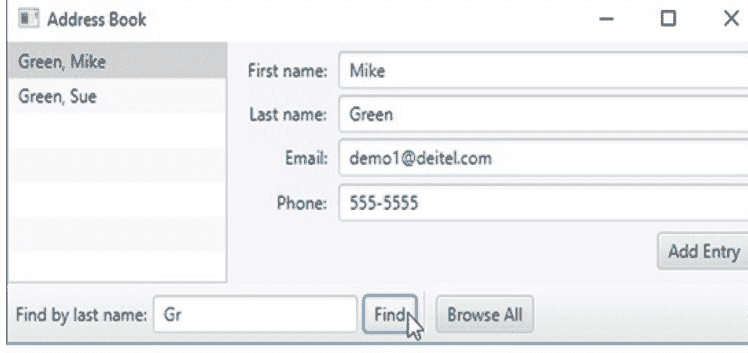 Address Book
Green, Mike
Green, Sue
First name: Mike
Last name: Green
Email: demo1@deitel.com
Phone: 555-5555
Add Entry
Find by last name: Gr Find Browse All